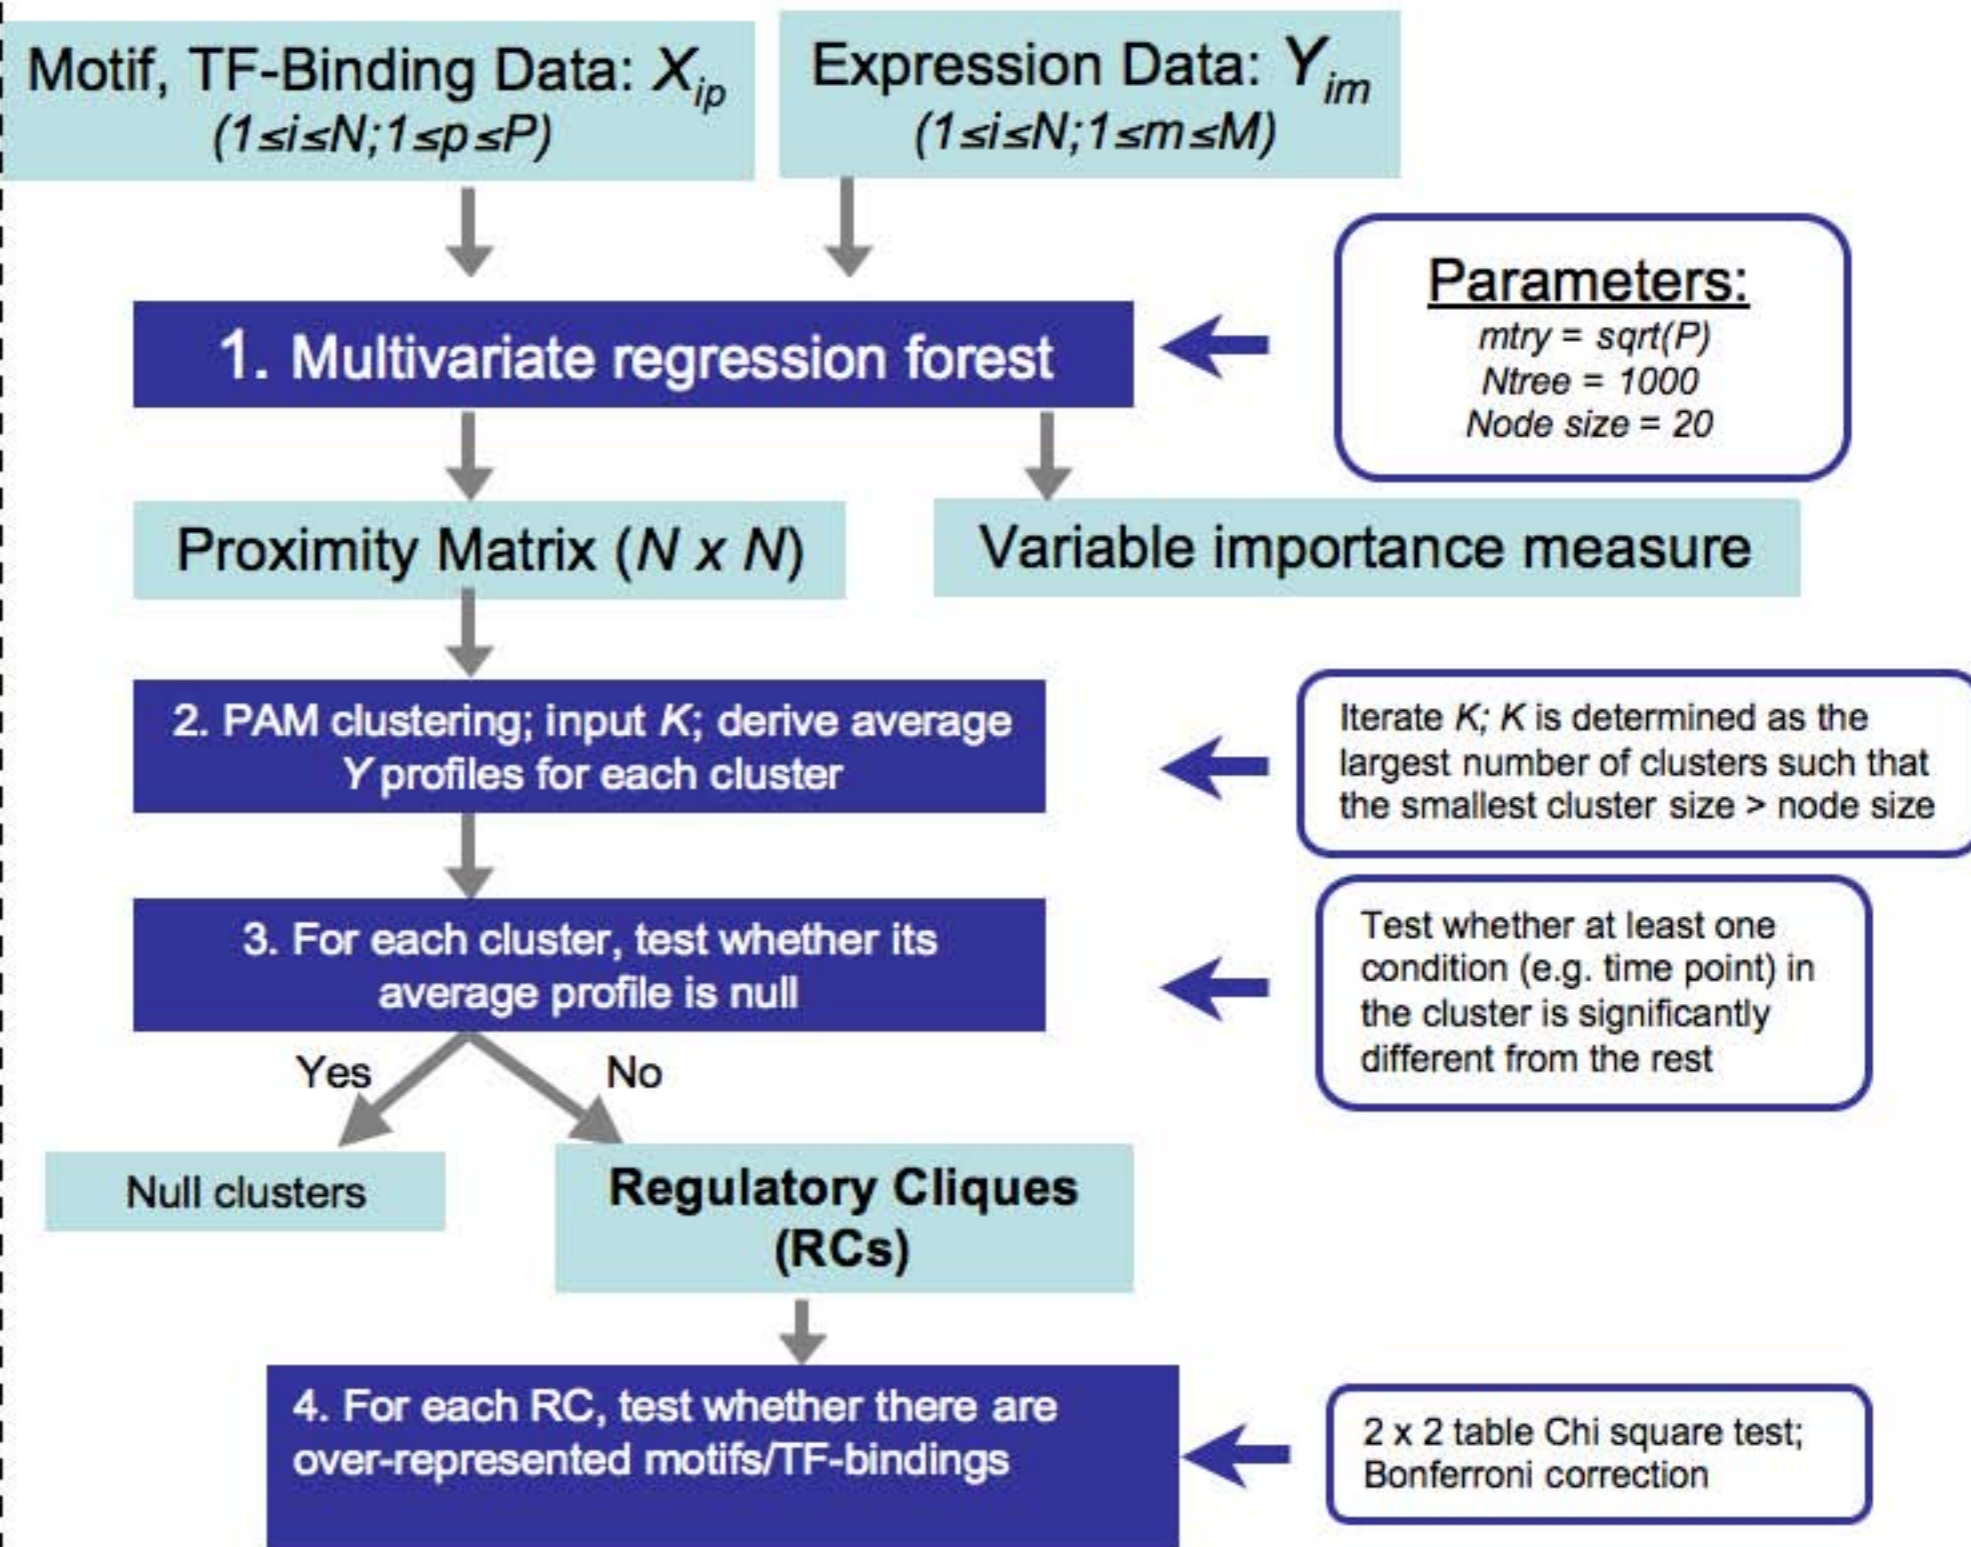 Motif, TF-Binding Data: Xip
(1≤i≤N;1≤p≤P)
Expression Data: Yim
(1≤i≤N;1≤m≤M)
1. Multivariate regression forest
Parameters:
mtry = sqrt(P)
Ntree = 1000
Node size = 20
Proximity Matrix (N x N)
Variable importance measure
2. PAM clustering; input K; derive average
Y profiles for each cluster
Iterate K; K is determined as the
largest number of clusters such that
the smallest cluster size > node size
3. For each cluster, test whether its
average profile is null
Test whether at least one
condition (e.g. time point) in
the cluster is significantly
different from the rest
Yes
No
Null clusters
Regulatory Cliques
(RCs)
4. For each RC, test whether there are
over-represented motifs/TF-bindings
2 x 2 table Chi square test;
Bonferroni correction